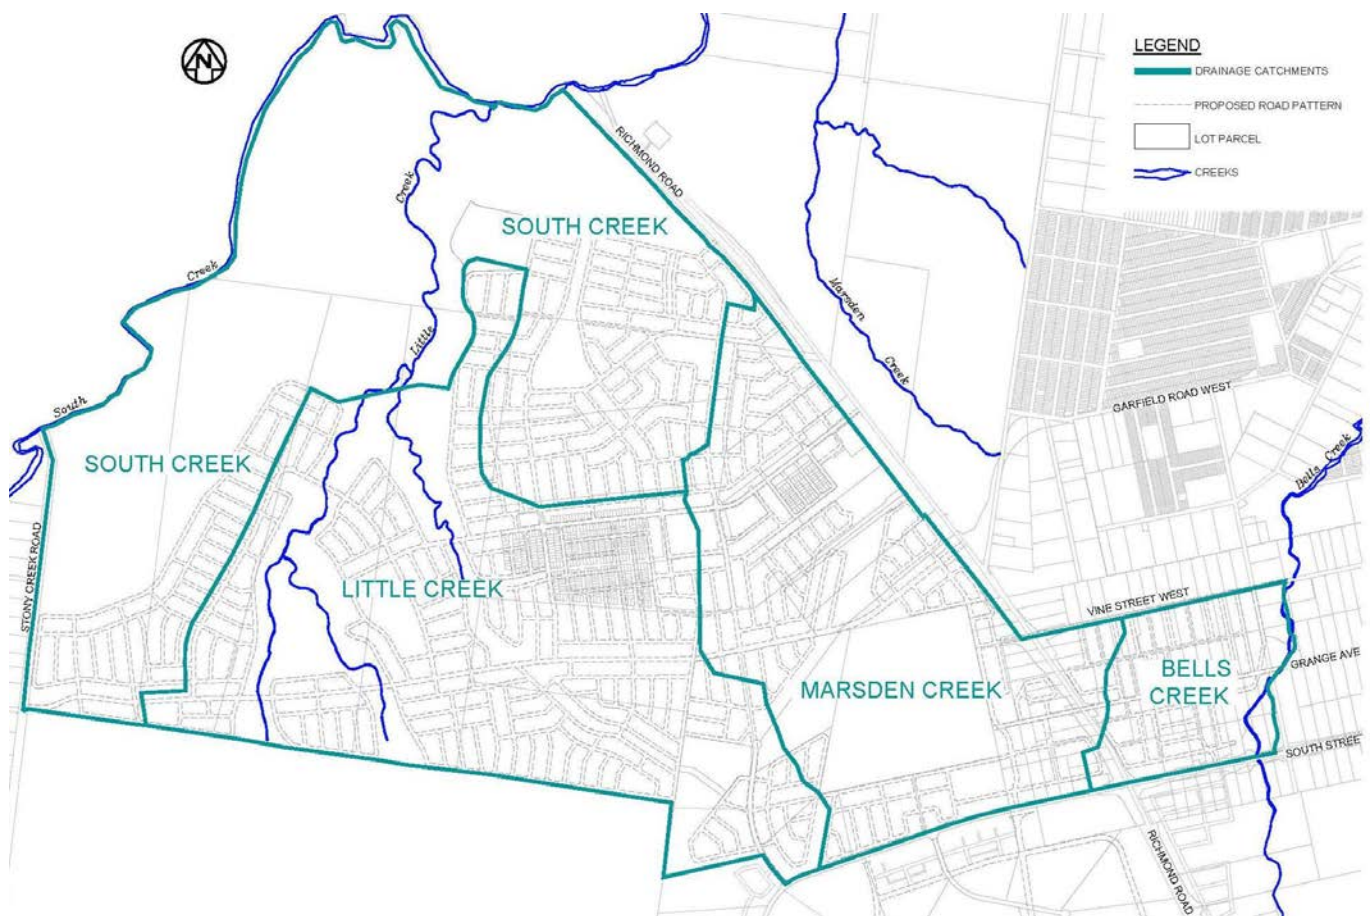 N
LEGEND
DRAINAGE CATCHMENTS
PROPOSED ROAD PATTERN
LOT PARCEL
CREEKS
RICHMOND ROAD
Creek
SOUTH CREEK
Creek
Marsden
Little
Creek
GARFIELD ROAD WEST
South
SOUTH CREEK
Bells Creek
STONY CREEK ROAD
LITTLE CREEK
VINE STREET WEST
GRANGE AVE
BELLS
CREEK
MARSDEN CREEK
SOUTH STREE
RICHMOND ROAD